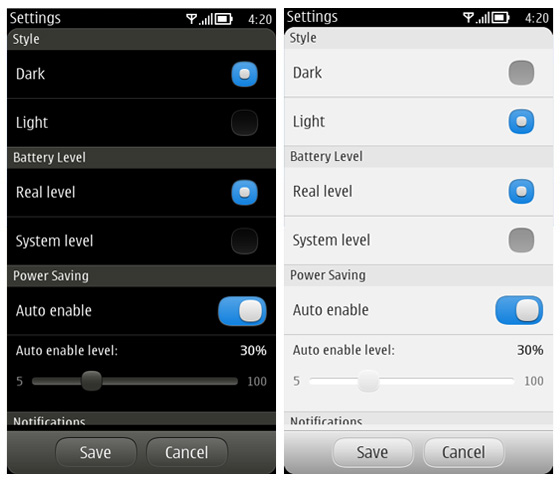 Settings 4:20
Style
Dark
Light
Battery Level
Real level
System level
Power Saving
Auto enable
Auto enable level: 30%
5 100
Notifications
Save Cancel
Settings 4:20
Style
Dark
Light
Battery Level
Real level
System level
Power Saving
Auto enable
Auto enable level: 30%
5 100
Notifications
Save Cancel